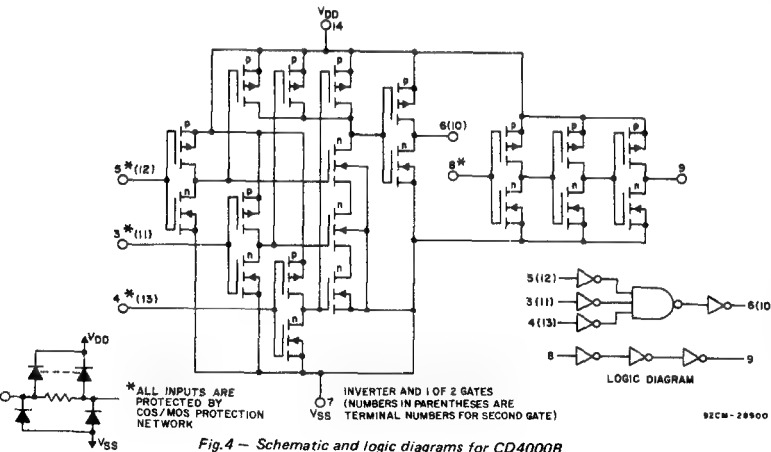 VDD
14
p p p
p
6(10)
p
p p p
5*(12)
n
n
8*
9
n
n n n
3*(11)
p
n
n
p
4*(13)
n
n
5(12)
3(11)
4(13)
6(10)
n
8
9
LOGIC DIAGRAM
VDD
*ALL INPUTS ARE
PROTECTED BY
COS/MOS PROTECTION
NETWORK
VSS
7
VSS
INVERTER AND 1 OF 2 GATES
(NUMBERS IN PARENTHESES ARE
TERMINAL NUMBERS FOR SECOND GATE)
92CM-28900
Fig.4 — Schematic and logic diagrams for CD4000B